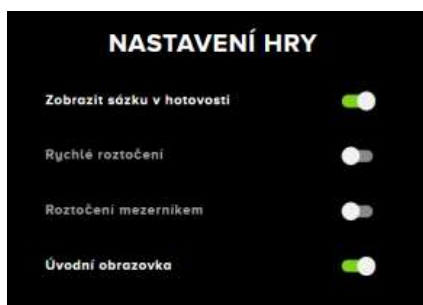 NASTAVENÍ HRY
Zobrazit sázku v hotovosti
Rychlé roztočení
Roztočení mezerníkem
Úvodní obrazovka